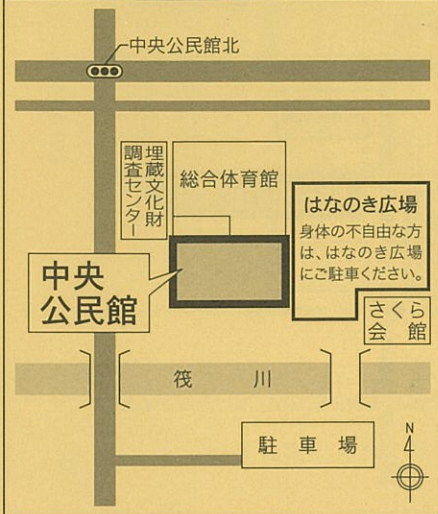 中央公民館北
埋蔵文化財
調査センター
総合体育館
はなのき広場
身体の不自由な方
は、はなのき広場
にご駐車ください。
中央
公民館
さくら
会館
筏川
駐車場
N